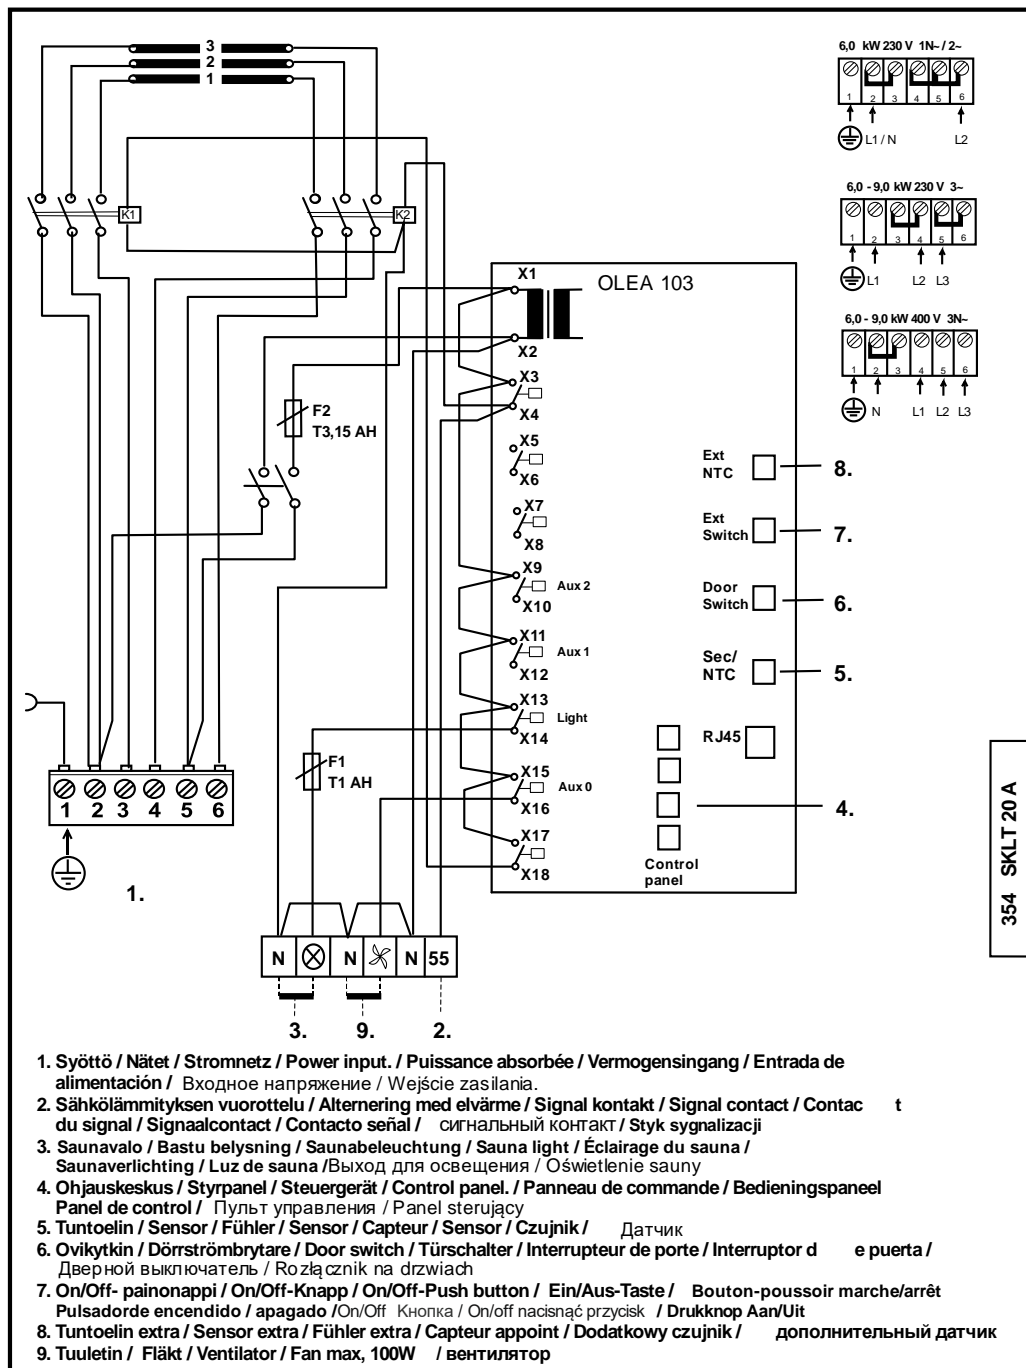 3
2
1
K1
K2
6,0 kW 230 V 1N~ / 2~
1 2 3 4 5 6
L1 / N L2
6,0 - 9,0 kW 230 V 3~
1 2 3 4 5 6
L1 L2 L3
6,0 - 9,0 kW 400 V 3N~
1 2 3 4 5 6
N L1 L2 L3
OLEA 103
X1
X2
X3
X4
X5
X6
X7
X8
X9
Aux 2
X10
X11
Aux 1
X12
X13
Light
X14
X15
Aux 0
X16
X17
X18
F2
T3,15 AH
F1
T1 AH
Ext
NTC
8.
Ext
Switch
7.
Door
Switch
6.
Sec/
NTC
5.
RJ45
4.
Control
panel
1 2 3 4 5 6
1.
N N N 55
3. 9. 2.
354 SKLT 20 A
1. Syöttö / Nätet / Stromnetz / Power input. / Puissance absorbée / Vermogensingang / Entrada de
alimentación / Входное напряжение / Wejście zasilania.
2. Sähkölämmityksen vuorottelu / Alternering med elvärme / Signal kontakt / Signal contact / Contac t
du signal / Signaalcontact / Contacto señal / сигнальный контакт / Styk sygnalizacji
3. Saunavalo / Bastu belysning / Saunabeleuchtung / Sauna light / Éclairage du sauna /
Saunaverlichting / Luz de sauna /Выход для освещения / Oświetlenie sauny
4. Ohjauskeskus / Styrpanel / Steuergerät / Control panel. / Panneau de commande / Bedieningspaneel
Panel de control / Пульт управления / Panel sterujący
5. Tuntoelin / Sensor / Fühler / Sensor / Capteur / Sensor / Czujnik / Датчик
6. Ovikytkin / Dörrströmbrytare / Door switch / Türschalter / Interrupteur de porte / Interruptor d e puerta /
Дверной выключатель / Rozłącznik na drzwiach
7. On/Off- painonappi / On/Off-Knapp / On/Off-Push button / Ein/Aus-Taste / Bouton-poussoir marche/arrêt
Pulsadorde encendido / apagado /On/Off Кнопка / On/off nacisnąć przycisk / Drukknop Aan/Uit
8. Tuntoelin extra / Sensor extra / Fühler extra / Capteur appoint / Dodatkowy czujnik / дополнительный датчик
9. Tuuletin / Fläkt / Ventilator / Fan max, 100W / вентилятор